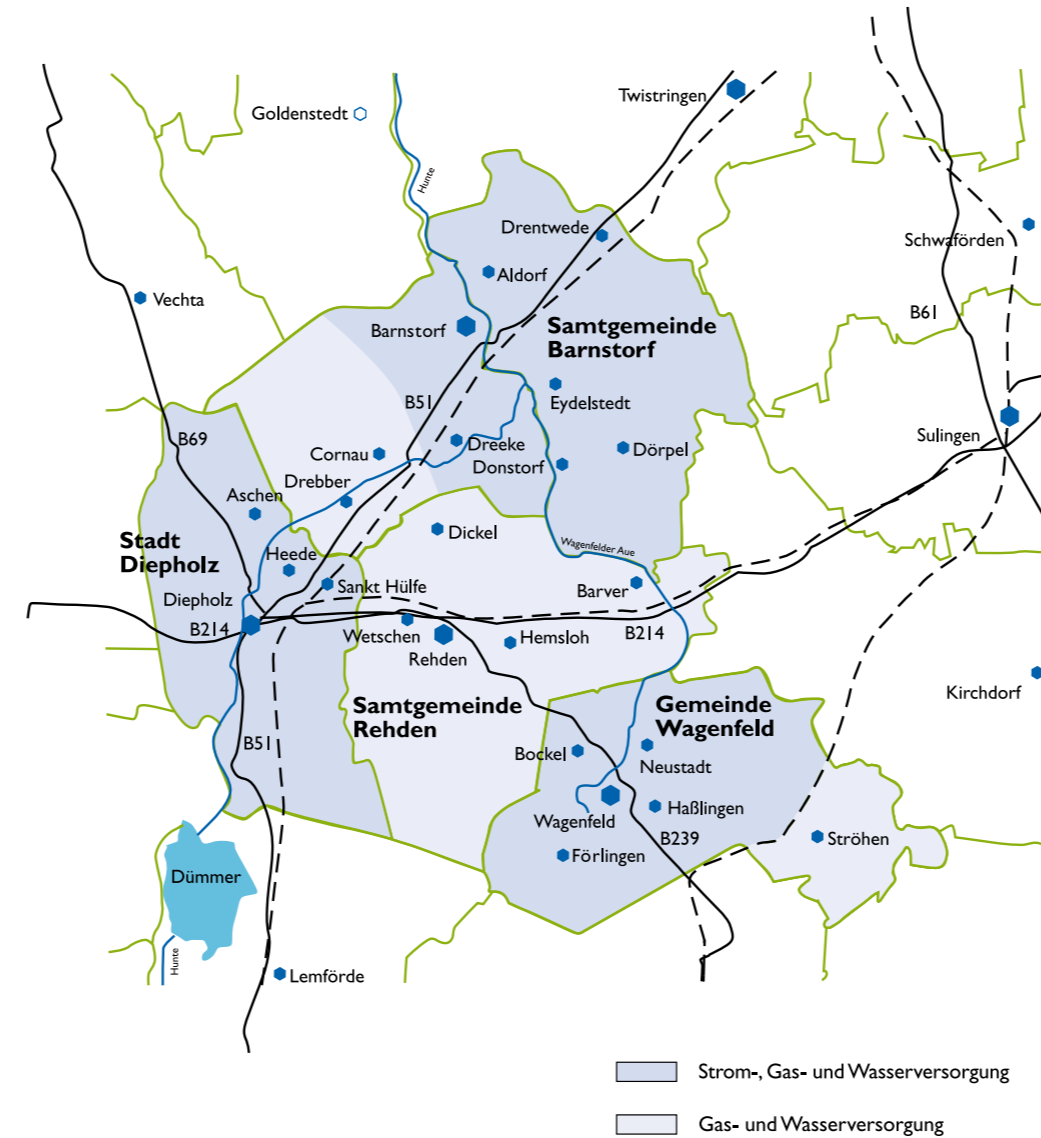 Twistringen
Goldenstedt
Hunte
Drentwede
Schwaförden
Aldorf
Vechta
B61
Barnstorf
Samtgemeinde
Barnstorf
Eydelstedt
B51
B69
Sulingen
Cornau
Dreeke
Dörpel
Donstorf
Drebber
Aschen
Dickel
Stadt
Diepholz
Wagenfelder Aue
Heede
Sankt Hülfe
Barver
Diepholz
B214
Wetschen
Hemsloh
B214
Rehden
Kirchdorf
Samtgemeinde
Rehden
Gemeinde
Wagenfeld
B51
Bockel
Neustadt
Haßlingen
Wagenfeld
B239
Ströhen
Förlingen
Dümmer
Hunte
Lemförde
Strom-, Gas- und Wasserversorgung
Gas- und Wasserversorgung